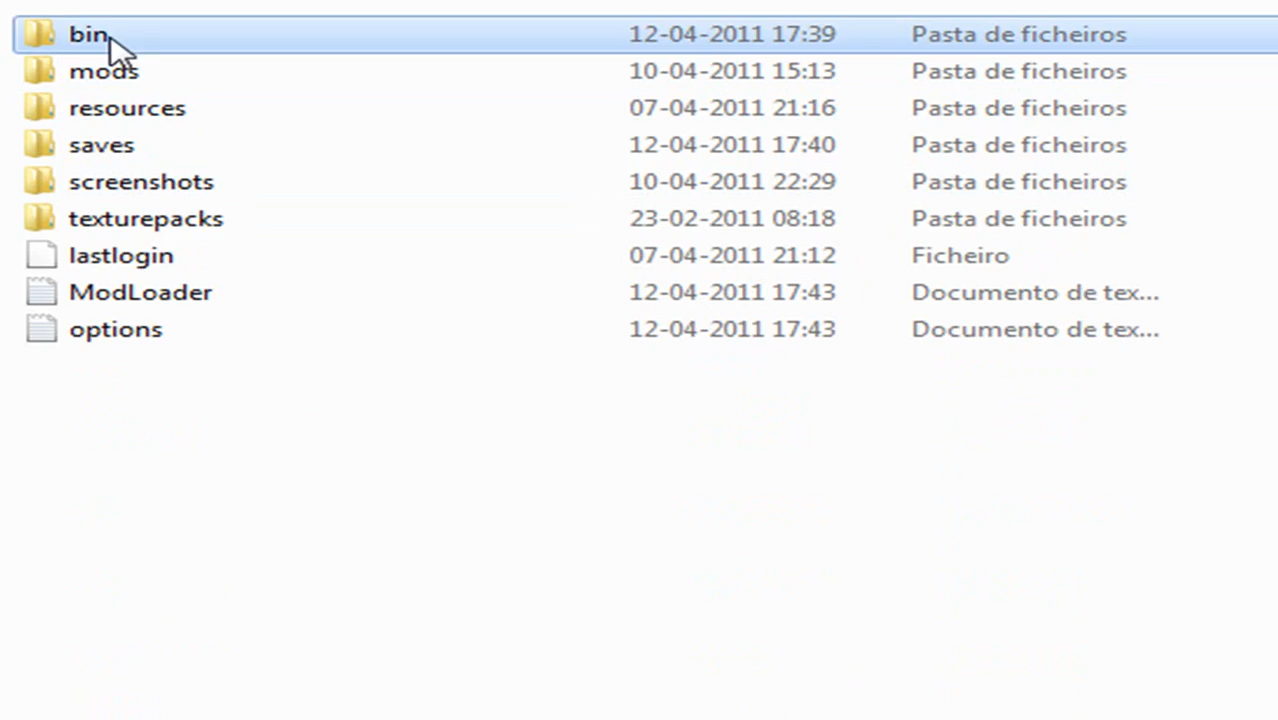 bin 12-04-2011 17:39 Pasta de ficheiros
mods 10-04-2011 15:13 Pasta de ficheiros
resources 07-04-2011 21:16 Pasta de ficheiros
saves 12-04-2011 17:40 Pasta de ficheiros
screenshots 10-04-2011 22:29 Pasta de ficheiros
texturepacks 23-02-2011 08:18 Pasta de ficheiros
lastlogin 07-04-2011 21:12 Ficheiro
ModLoader 12-04-2011 17:43 Documento de tex...
options 12-04-2011 17:43 Documento de tex...